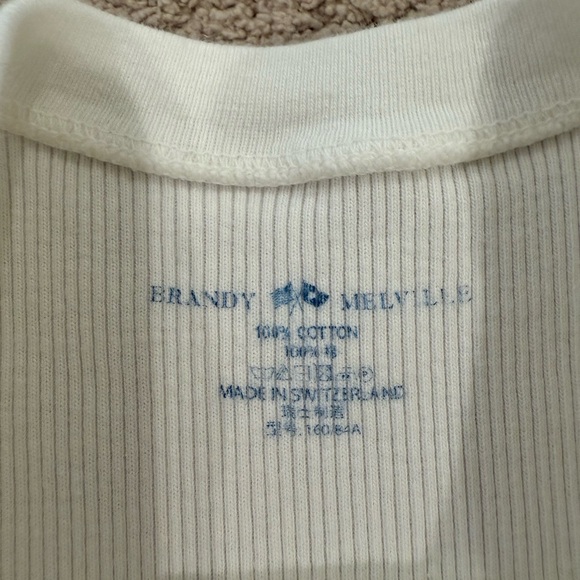 BRANDY MELVILLE
100% COTTON
100% 棉
MADE IN SWITZERLAND
瑞士制造
型号: 160/84A